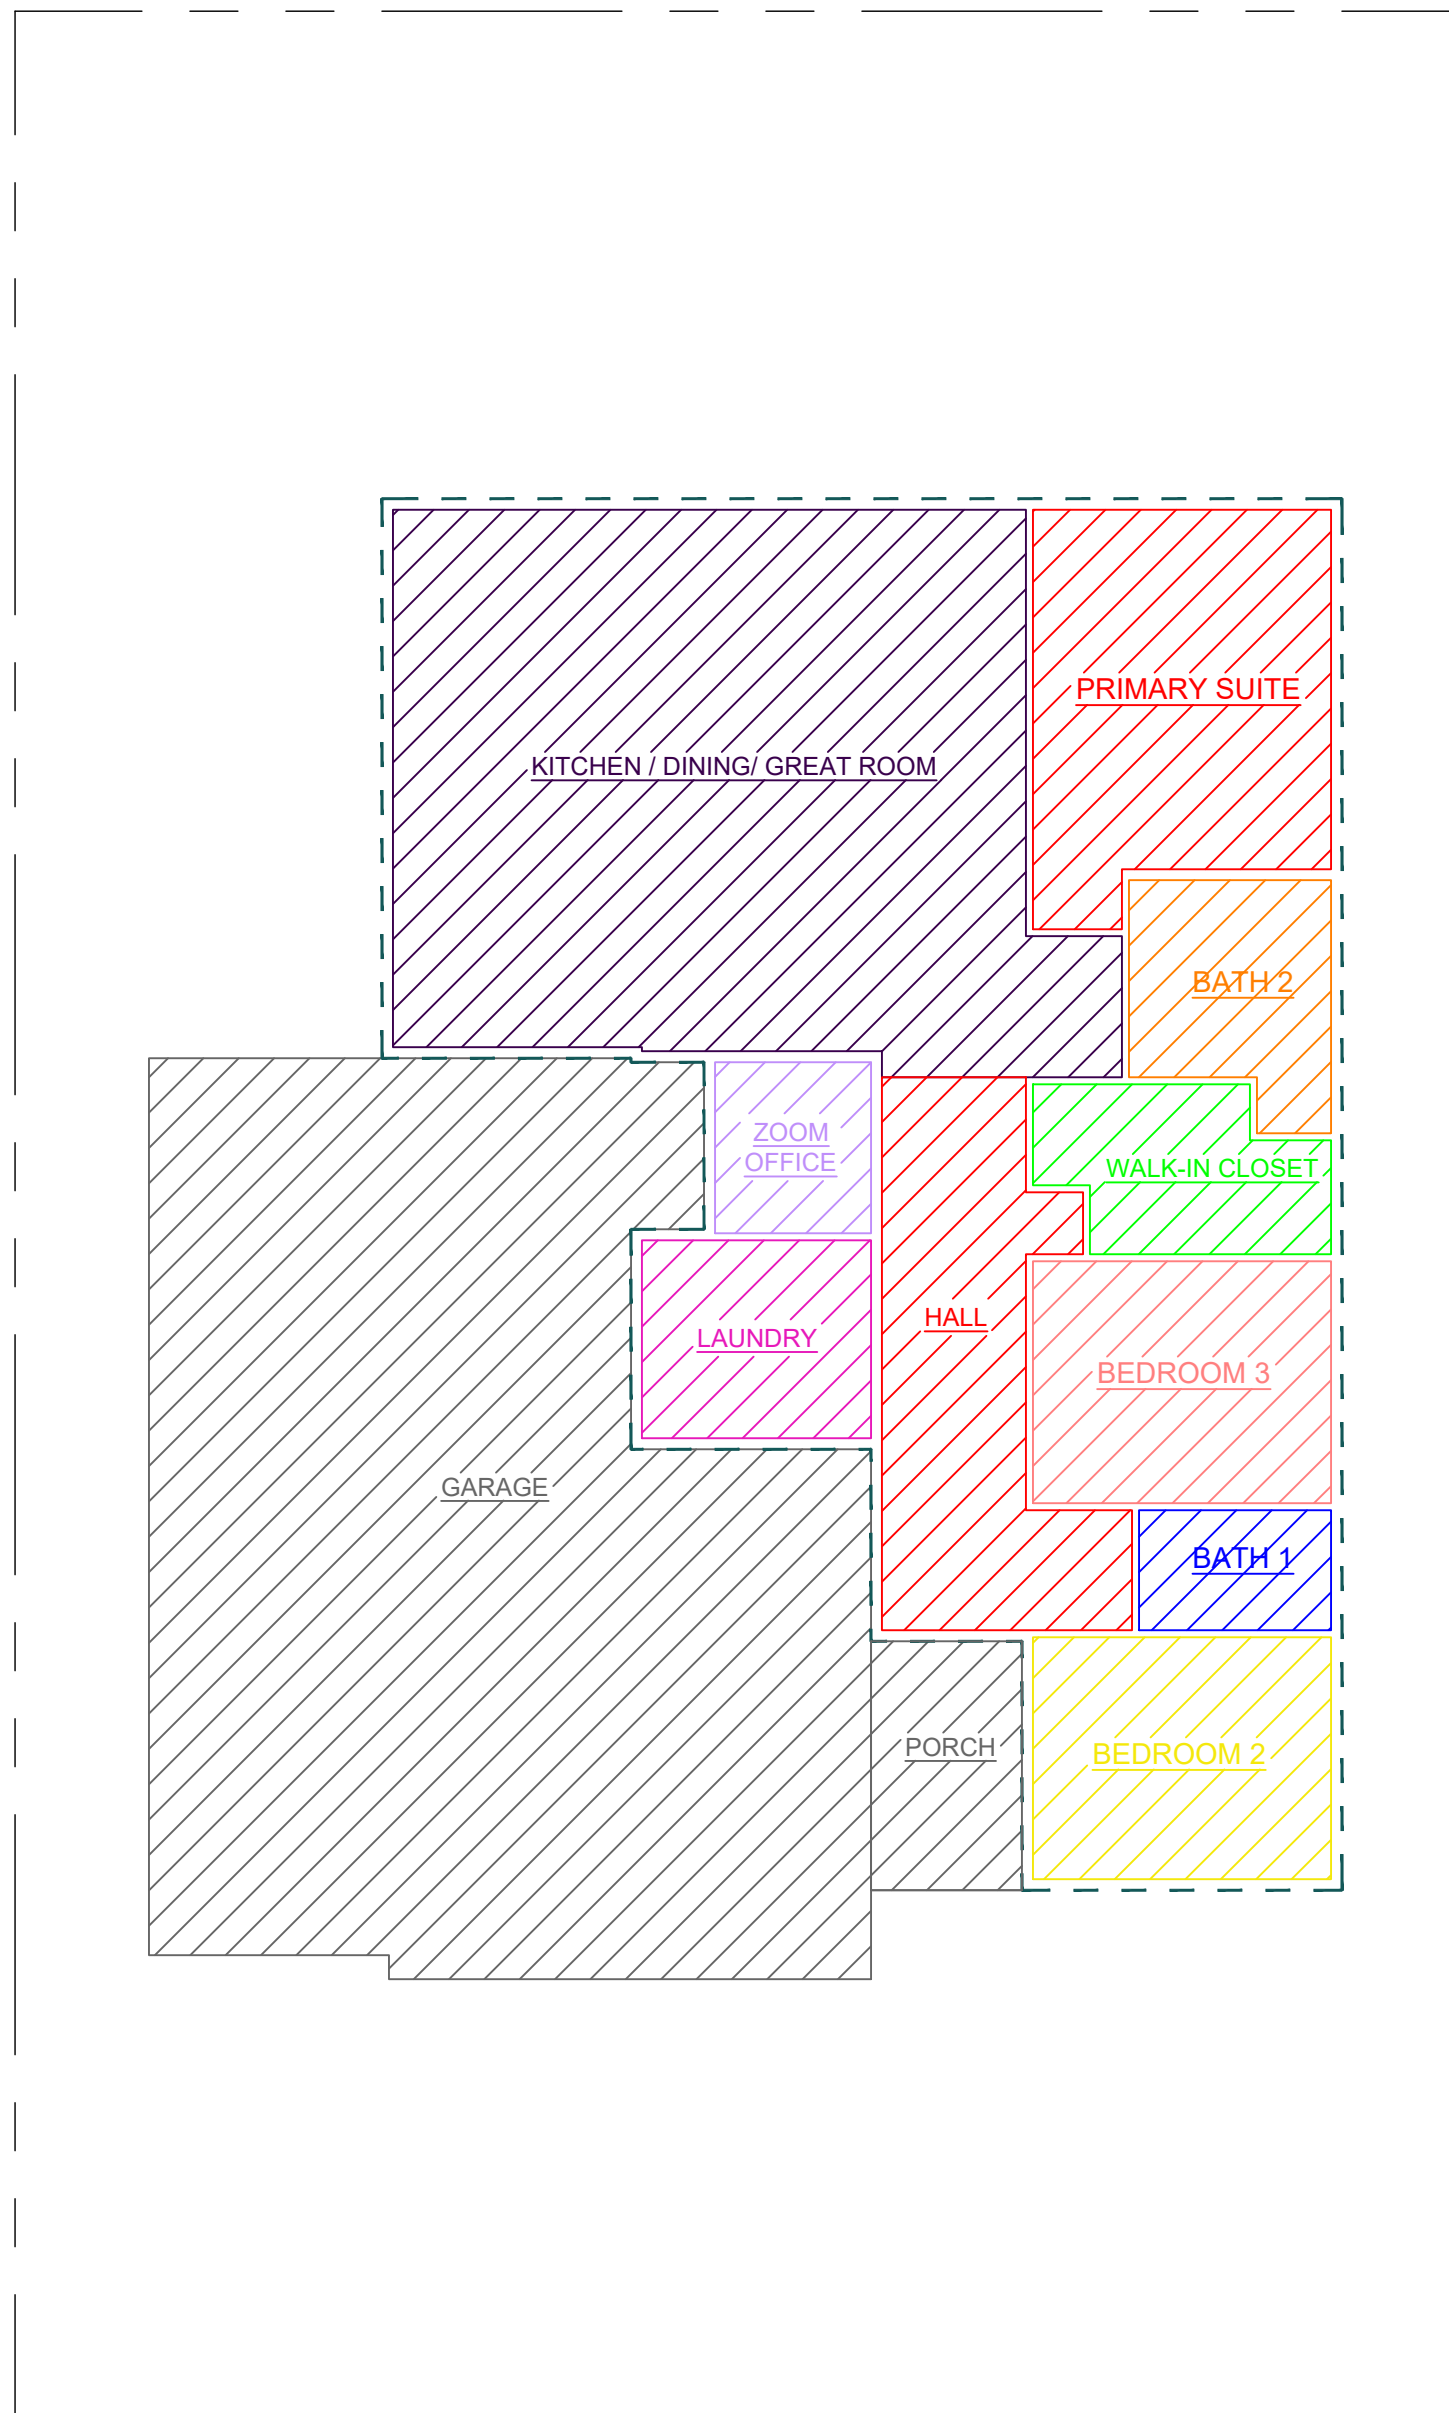 PRIMARY SUITE
KITCHEN / DINING/ GREAT ROOM
BATH 2
ZOOM
OFFICE
WALK-IN CLOSET
HALL
LAUNDRY
BEDROOM 3
GARAGE
BATH 1
PORCH
BEDROOM 2